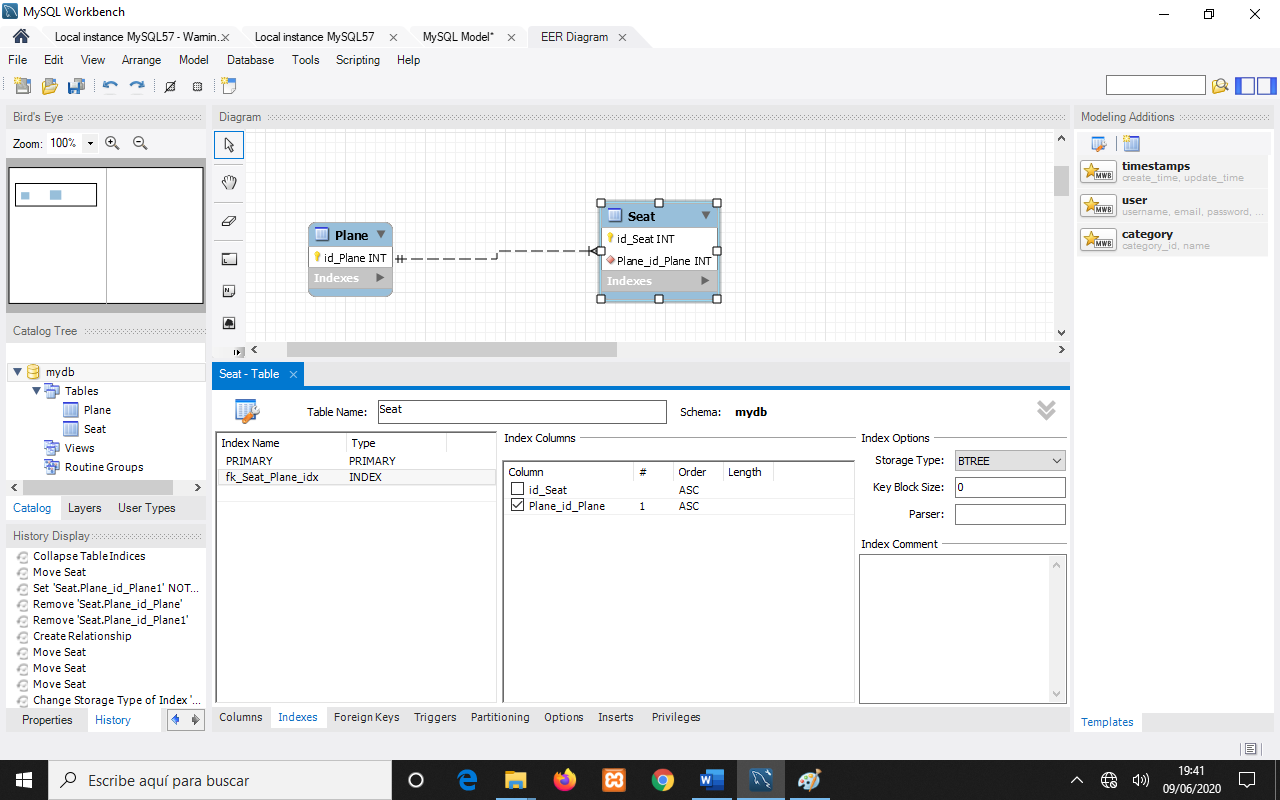 MySQL Workbench
Local instance MySQL57 - Warnin...
Local instance MySQL57
MySQL Model*
EER Diagram
File Edit View Arrange Model Database Tools Scripting Help
Bird's Eye
Zoom: 100%
Catalog Tree
mydb
Tables
Plane
Seat
Views
Routine Groups
Catalog Layers User Types
History Display
Collapse Table Indices
Move Seat
Set 'Seat.Plane_id_Plane1' NOT...
Remove 'Seat.Plane_id_Plane'
Remove 'Seat.Plane_id_Plane1'
Create Relationship
Move Seat
Move Seat
Move Seat
Change Storage Type of Index '...
Properties History
Diagram
Plane
id_Plane INT
Indexes
Seat
id_Seat INT
Plane_id_Plane INT
Indexes
Seat - Table
Table Name: Seat Schema: mydb
Index Name Type
PRIMARY PRIMARY
fk_Seat_Plane_idx INDEX
Index Columns
Column # Order Length
id_Seat ASC
Plane_id_Plane 1 ASC
Index Options
Storage Type: BTREE
Key Block Size: 0
Parser:
Index Comment
Columns Indexes Foreign Keys Triggers Partitioning Options Inserts Privileges
Modeling Additions
MWB
timestamps
create_time, update_time
MWB
user
username, email, password, ...
MWB
category
category_id, name
Templates
Escribe aquí para buscar
19:41
09/06/2020